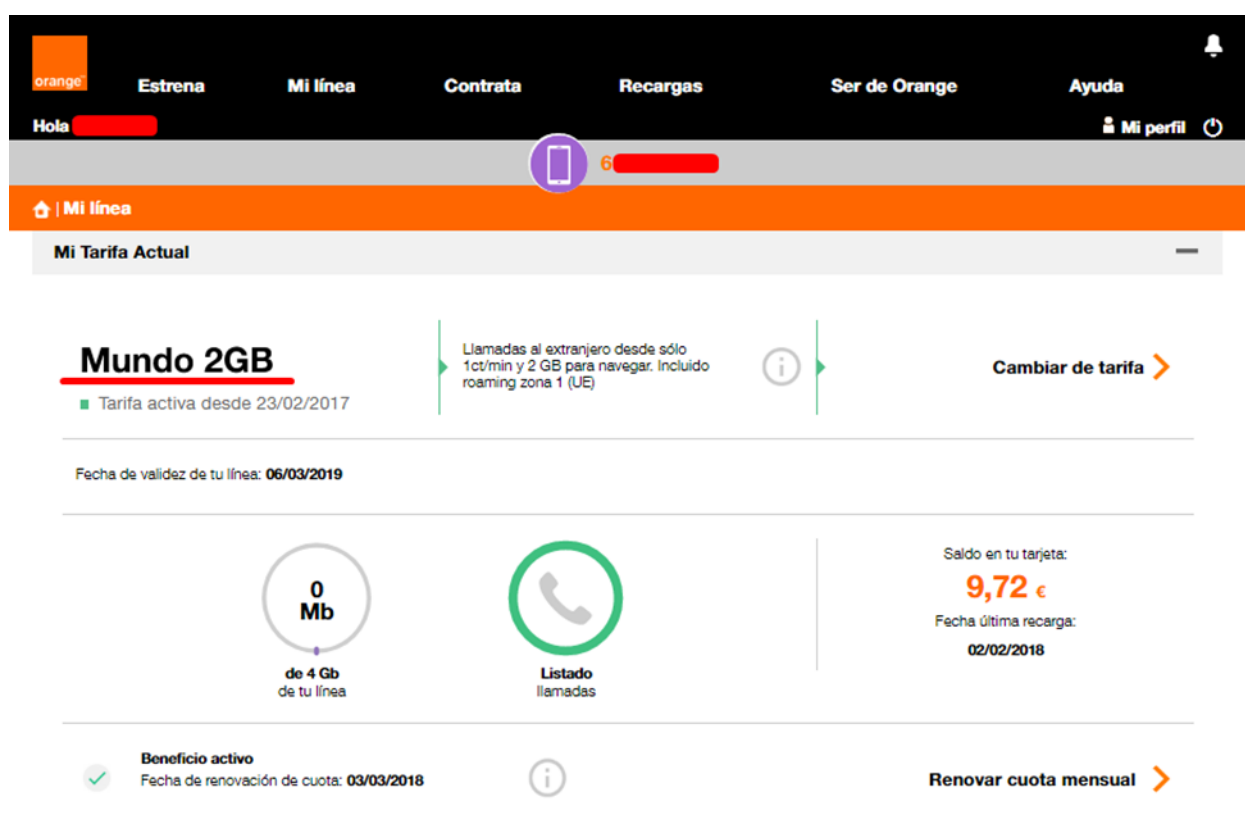 orange™
Estrena
Mi línea
Contrata
Recargas
Ser de Orange
Ayuda
Hola
Mi perfil
6
| Mi línea
Mi Tarifa Actual
Mundo 2GB
Tarifa activa desde 23/02/2017
Llamadas al extranjero desde sólo
1ct/min y 2 GB para navegar. Incluido
roaming zona 1 (UE)
i
Cambiar de tarifa
Fecha de validez de tu línea: 06/03/2019
0
Mb
de 4 Gb
de tu línea
Listado
llamadas
Saldo en tu tarjeta:
9,72 €
Fecha última recarga:
02/02/2018
Beneficio activo
Fecha de renovación de cuota: 03/03/2018
i
Renovar cuota mensual